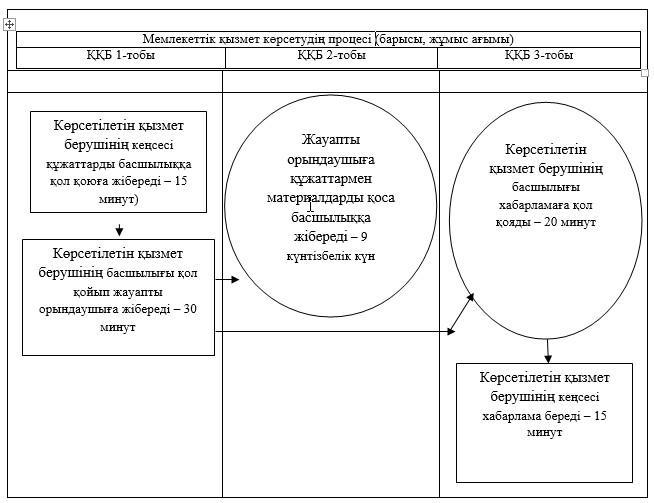 Мемлекеттік қызмет көрсетудің процесі (барысы, жұмыс ағымы)
ҚҚБ 1-тобы
ҚҚБ 2-тобы
ҚҚБ 3-тобы
Көрсетілетін қызмет
берушінің кеңсесі
құжаттарды басшылыққа
қол қоюға жібереді – 15
минут)
Көрсетілетін қызмет
берушінің басшылығы қол
қойып жауапты
орындаушыға жібереді – 30
минут
Жауапты
орындаушыға
құжаттармен
материалдарды қоса
басшылыққа
жібереді – 9
күнтізбелік күн
Көрсетілетін
қызмет берушінің
басшылығы
хабарламаға қол
қояды – 20 минут
Көрсетілетін қызмет
берушінің кеңсесі
хабарлама береді – 15
минут